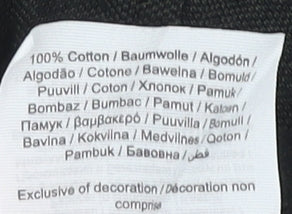 100% Cotton / Baumwolle / Algodón/
Algodão / Cotone / Bawełna / Bomuld/
Puuvill / Coton / Хлопок / Pamuk/
Bombaz / Bumbac / Pamut / Katoen/
Памук / βαμβακερό / Puuvilla / Bomull/
Bavlna / Kokvilna / Medvilnės / Qoton/
Pambuk / Бавовна / قطن
Exclusive of decoration / Décoration non
comprise